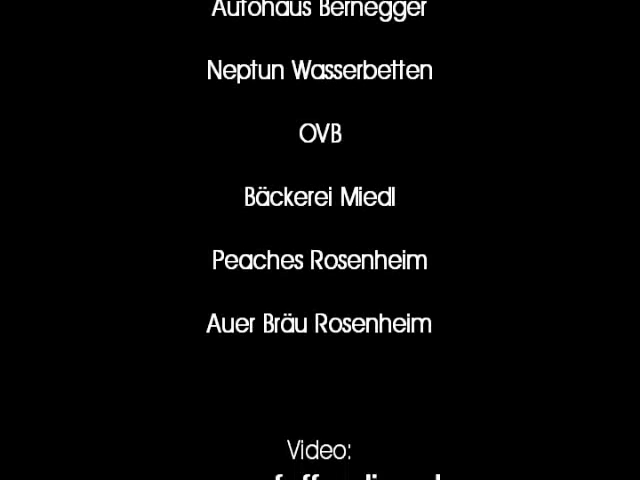 Autohaus Bernegger
Neptun Wasserbetten
OVB
Bäckerei Miedl
Peaches Rosenheim
Auer Bräu Rosenheim
Video: